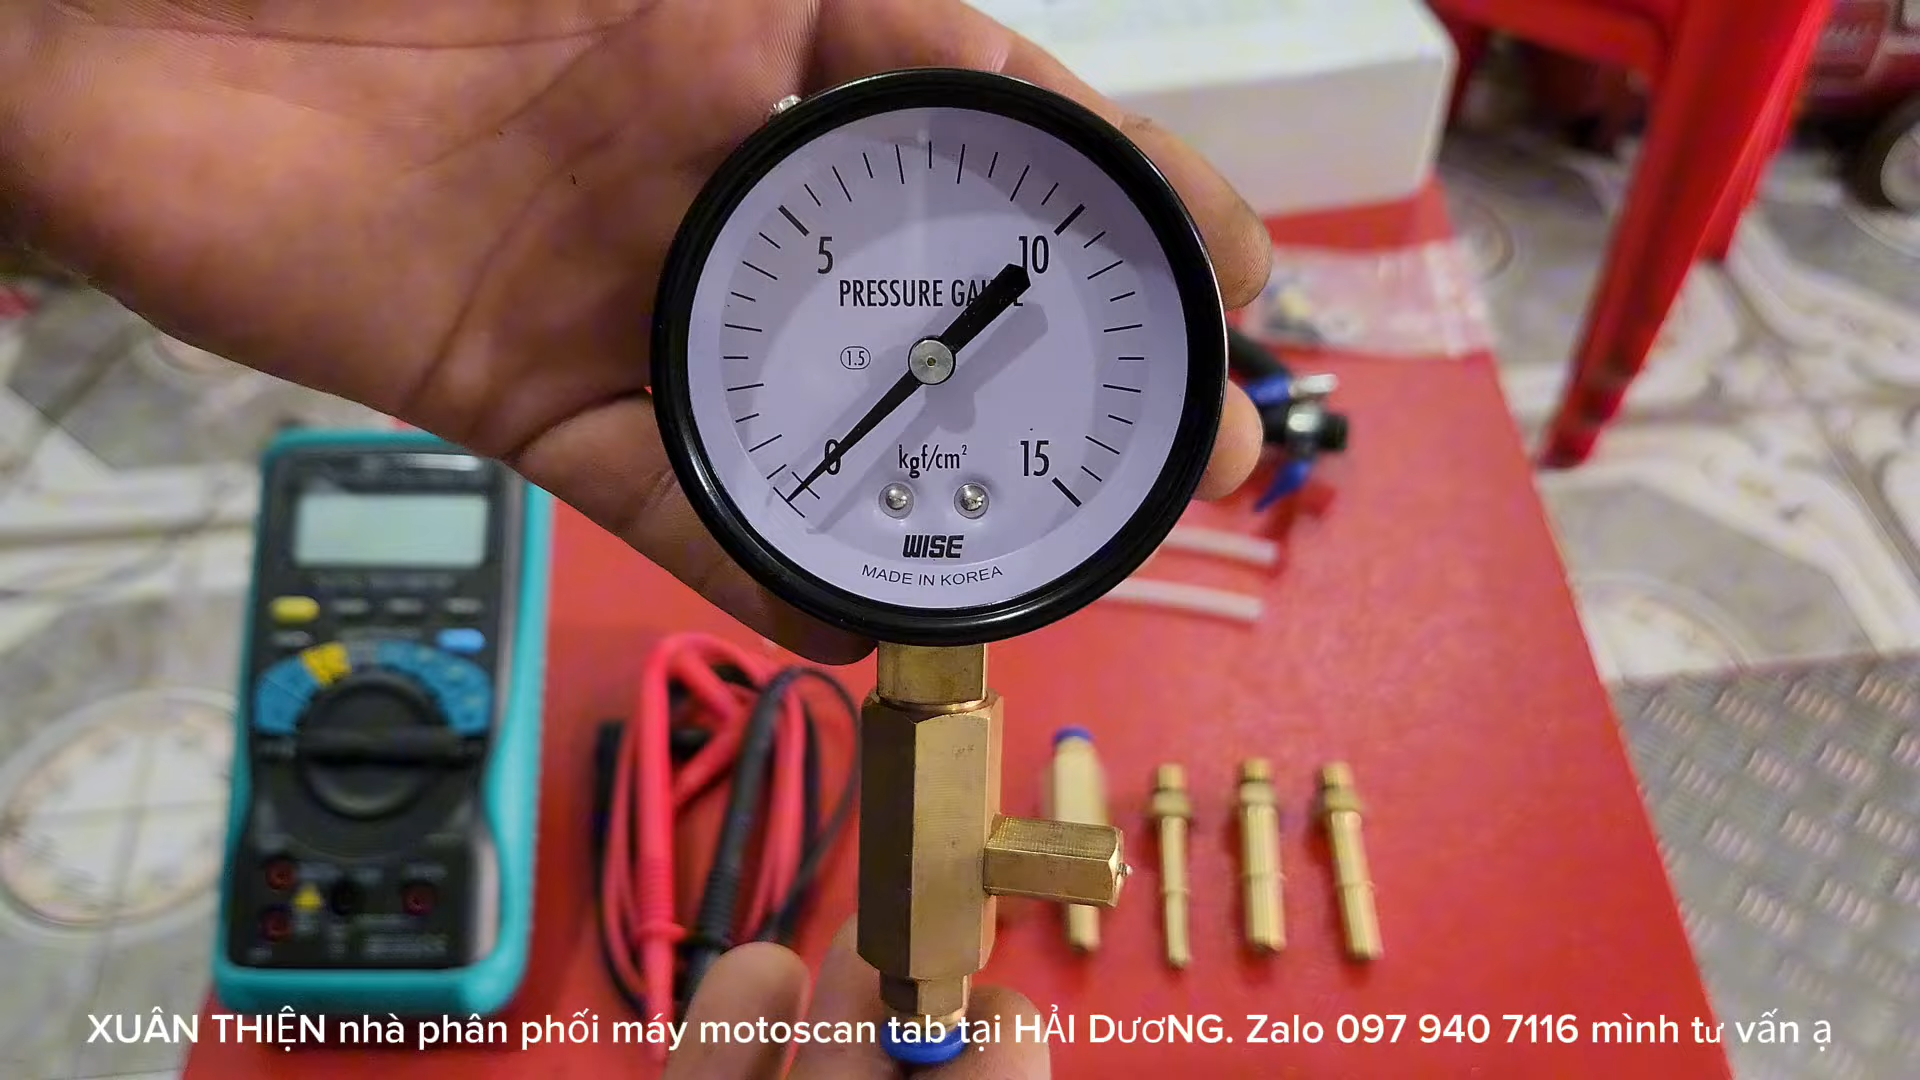 5
10
PRESSURE GAUGE
1.5
0
kgf/cm²
15
WISE
MADE IN KOREA
XUÂN THIỆN nhà phân phối máy motoscan tab tại HẢI DươNG. Zalo 097 940 7116 mình tư vấn ạ